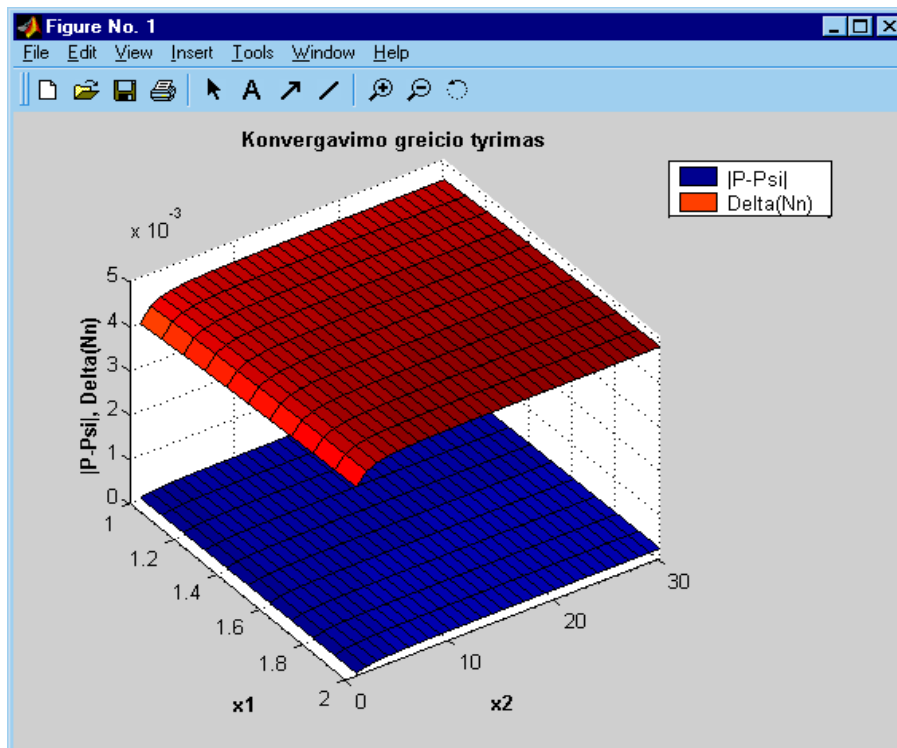 Figure No. 1
File Edit View Insert Tools Window Help
A
Konvergavimo greicio tyrimas
|P-Psi|
Delta(Nn)
x 10^-3
5
4
3
2
1
0
|P-Psi|, Delta(Nn)
1
1.2
1.4
1.6
1.8
2
x1
0
10
20
30
x2